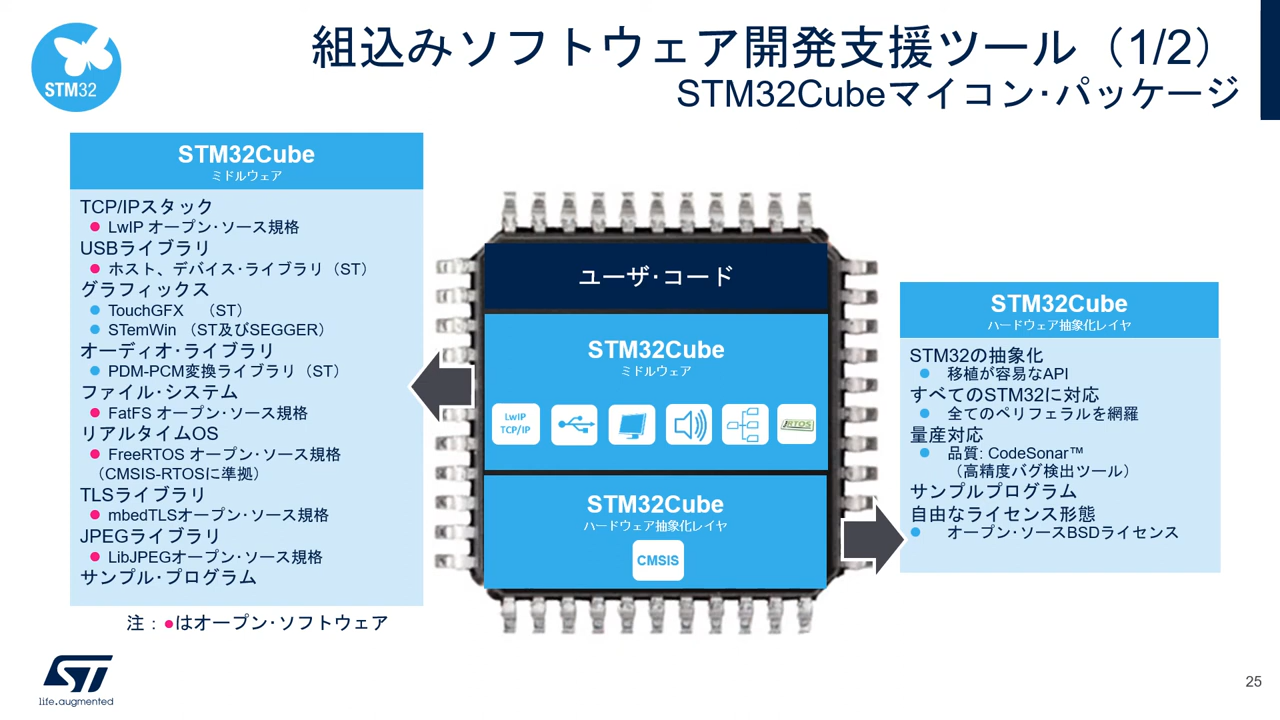 STM32
組込みソフトウェア開発支援ツール（1/2）
STM32Cubeマイコン･パッケージ
STM32Cube
ミドルウェア
TCP/IPスタック
● LwIP オープン･ソース規格
USBライブラリ
● ホスト、デバイス･ライブラリ（ST）
グラフィックス
● TouchGFX （ST）
● STemWin （ST及びSEGGER）
オーディオ･ライブラリ
● PDM-PCM変換ライブラリ（ST）
ファイル･システム
● FatFS オープン･ソース規格
リアルタイムOS
● FreeRTOS オープン･ソース規格
（CMSIS-RTOSに準拠）
TLSライブラリ
● mbedTLSオープン･ソース規格
JPEGライブラリ
● LibJPEGオープン･ソース規格
サンプル･プログラム
注：●はオープン･ソフトウェア
ユーザ･コード
STM32Cube
ミドルウェア
LwIP
TCP/IP
RTOS
STM32Cube
ハードウェア抽象化レイヤ
CMSIS
STM32Cube
ハードウェア抽象化レイヤ
STM32の抽象化
● 移植が容易なAPI
すべてのSTM32に対応
● 全てのペリフェラルを網羅
量産対応
● 品質: CodeSonar™
（高精度バグ検出ツール）
サンプルプログラム
自由なライセンス形態
● オープン･ソースBSDライセンス
ST
life.augmented
25